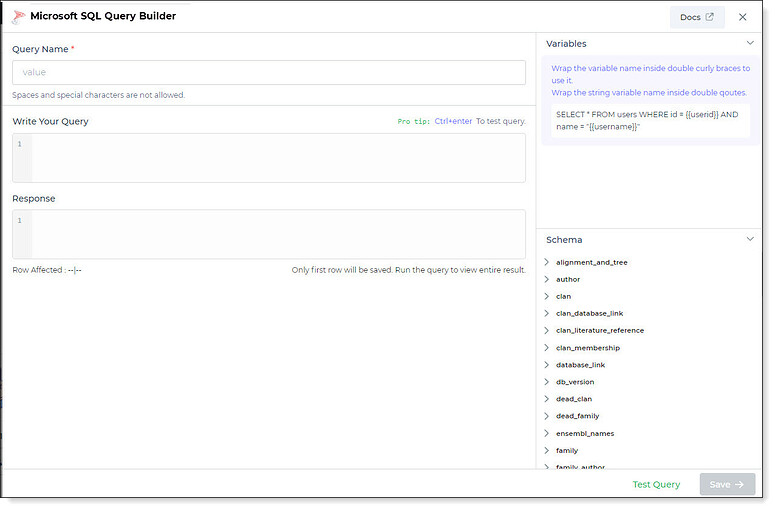 Microsoft SQL Query Builder
Docs
Query Name *
value
Spaces and special characters are not allowed.
Write Your Query
Pro tip: Ctrl+enter To test query.
1
Response
1
Row Affected : --|--
Only first row will be saved. Run the query to view entire result.
Variables
Wrap the variable name inside double curly braces to
use it.
Wrap the string variable name inside double qoutes.
SELECT * FROM users WHERE id = {{userid}} AND
name = "{{username}}"
Schema
alignment_and_tree
author
clan
clan_database_link
clan_literature_reference
clan_membership
database_link
db_version
dead_clan
dead_family
ensembl_names
family
family_author
Test Query
Save